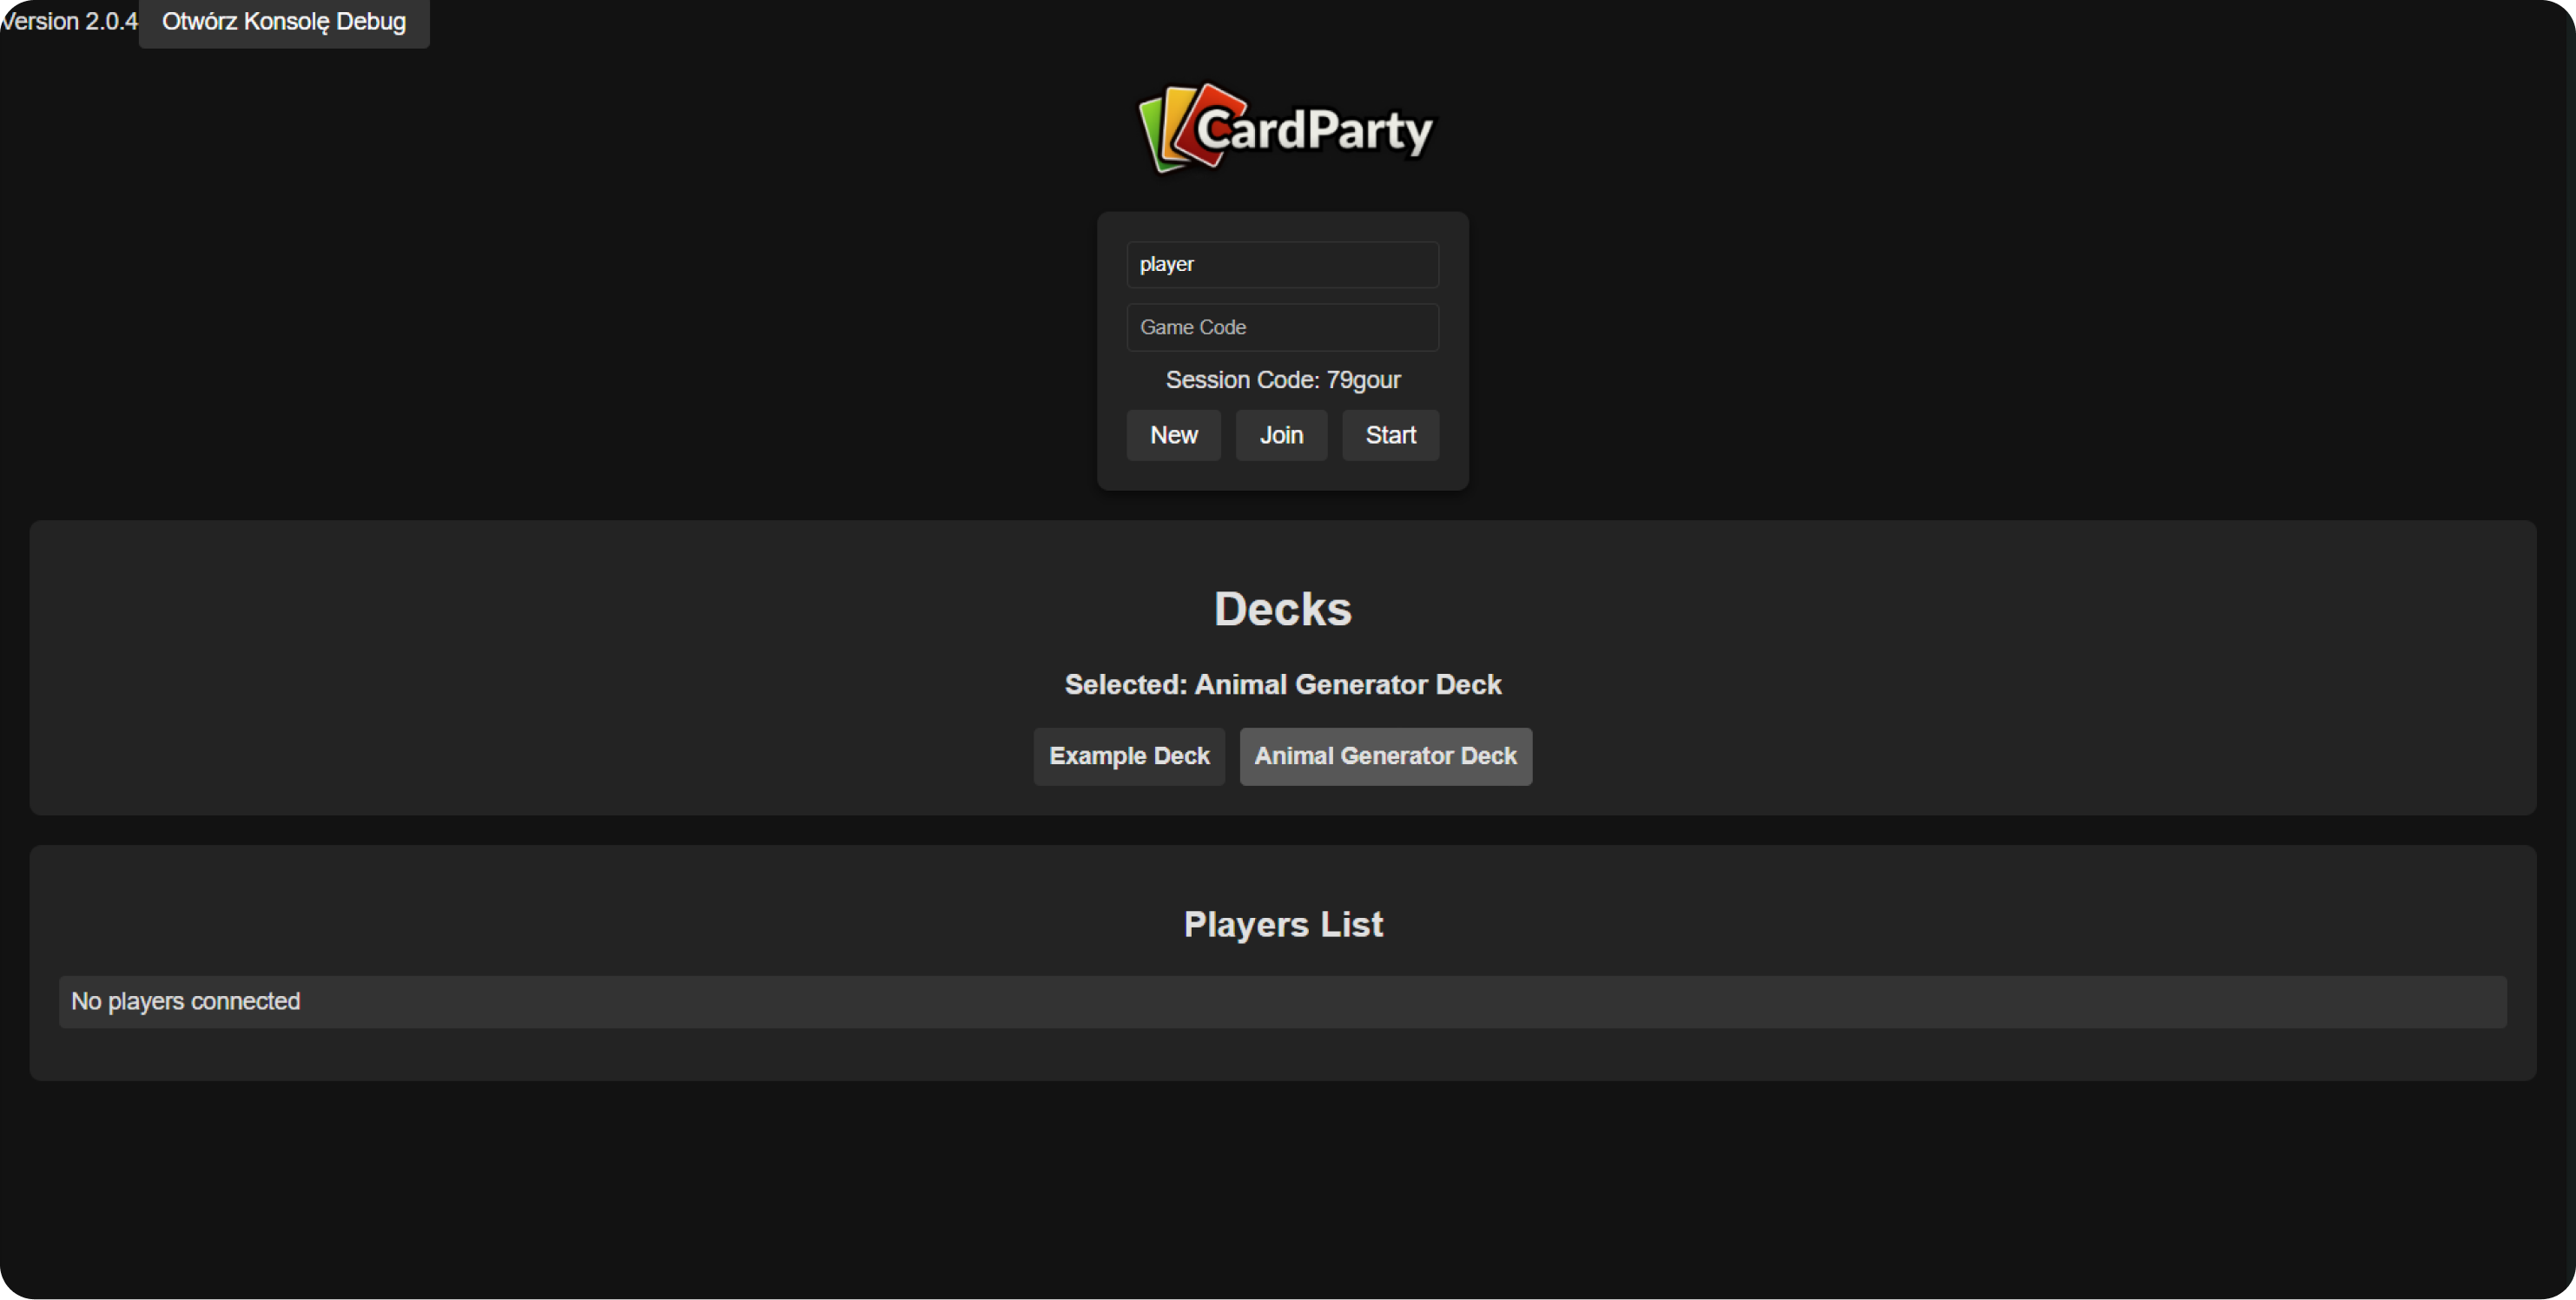 Version 2.0.4 Otwórz Konsolę Debug
CardParty
player
Game Code
Session Code: 79gour
New Join Start
Decks
Selected: Animal Generator Deck
Example Deck Animal Generator Deck
Players List
No players connected